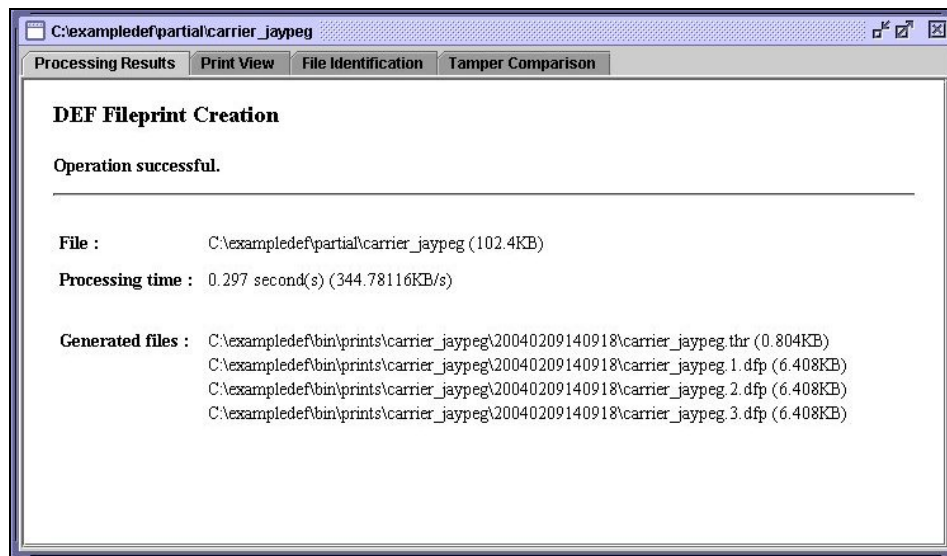 C:\exampledef\partial\carrier_jaypeg
Processing Results Print View File Identification Tamper Comparison
DEF Fileprint Creation
Operation successful.
File : C:\exampledef\partial\carrier_jaypeg (102.4KB)
Processing time : 0.297 second(s) (344.78116KB/s)
Generated files : C:\exampledef\bin\prints\carrier_jaypeg\20040209140918\carrier_jaypeg.thr (0.804KB)
C:\exampledef\bin\prints\carrier_jaypeg\20040209140918\carrier_jaypeg.1.dfp (6.408KB)
C:\exampledef\bin\prints\carrier_jaypeg\20040209140918\carrier_jaypeg.2.dfp (6.408KB)
C:\exampledef\bin\prints\carrier_jaypeg\20040209140918\carrier_jaypeg.3.dfp (6.408KB)